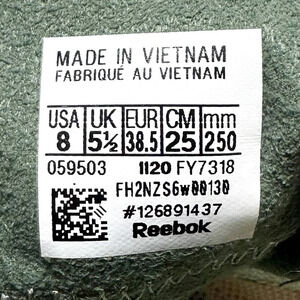 MADE IN VIETNAM
FABRIQUÉ AU VIETNAM
USA UK EUR CM mm
8 5½ 38.5 25 250
059503 1120 FY7318
FH2NZS6w00130
#126891437
Reebok